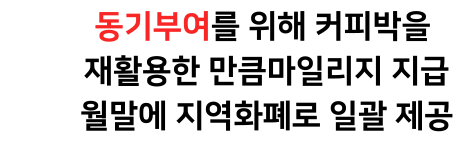 동기부여를 위해 커피박을
재활용한 만큼마일리지 지급
월말에 지역화폐로 일괄 제공